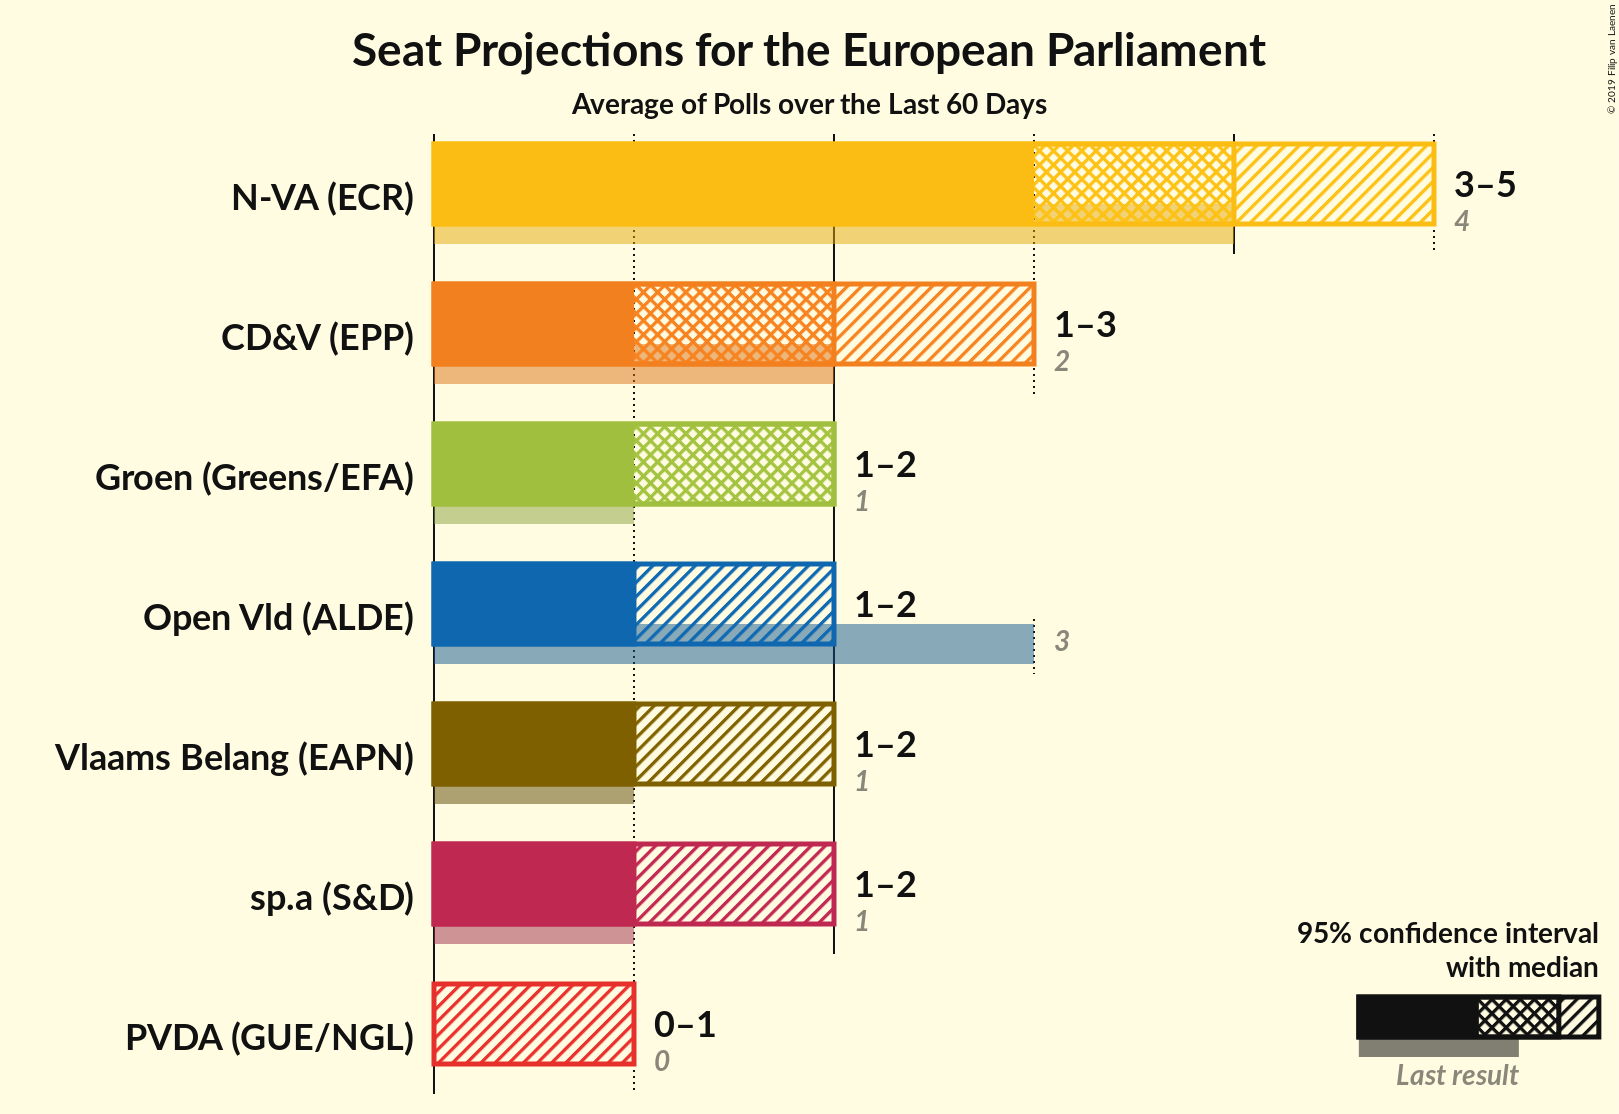 Seat Projections for the European Parliament
Average of Polls over the Last 60 Days
© 2019 Filip van Laenen
N-VA (ECR)
3–5
4
CD&V (EPP)
1–3
2
Groen (Greens/EFA)
1–2
1
Open Vld (ALDE)
1–2
3
Vlaams Belang (EAPN)
1–2
1
sp.a (S&D)
1–2
1
PVDA (GUE/NGL)
0–1
0
95% confidence interval
with median
Last result